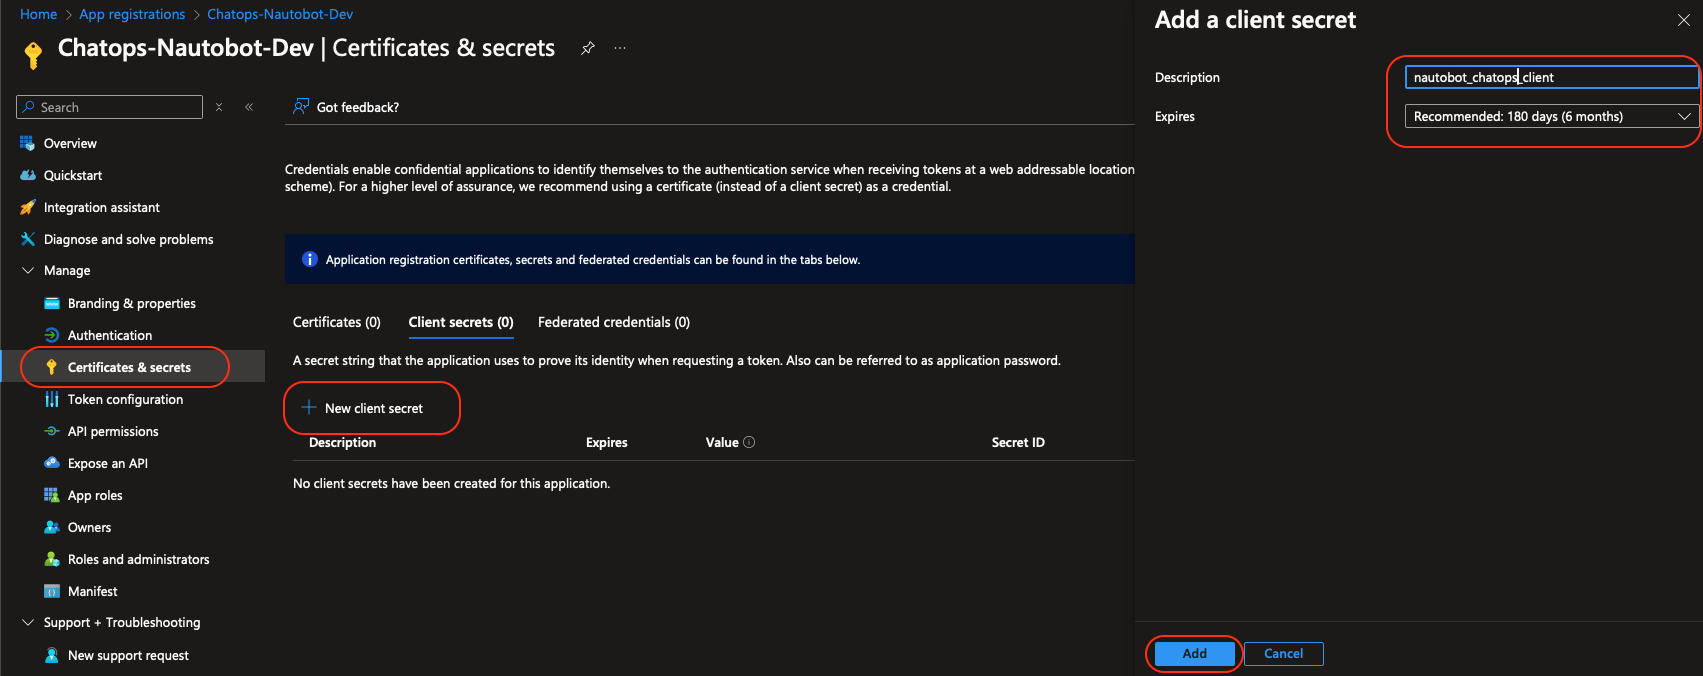 Home > App registrations > Chatops-Nautobot-Dev
Chatops-Nautobot-Dev | Certificates & secrets
Search
Overview
Quickstart
Integration assistant
Diagnose and solve problems
Manage
Branding & properties
Authentication
Certificates & secrets
Token configuration
API permissions
Expose an API
App roles
Owners
Roles and administrators
Manifest
Support + Troubleshooting
New support request
Got feedback?
Credentials enable confidential applications to identify themselves to the authentication service when receiving tokens at a web addressable location
scheme). For a higher level of assurance, we recommend using a certificate (instead of a client secret) as a credential.
Application registration certificates, secrets and federated credentials can be found in the tabs below.
Certificates (0) Client secrets (0) Federated credentials (0)
A secret string that the application uses to prove its identity when requesting a token. Also can be referred to as application password.
New client secret
Description Expires Value Secret ID
No client secrets have been created for this application.
Add a client secret
Description nautobot_chatops_client
Expires Recommended: 180 days (6 months)
Add Cancel